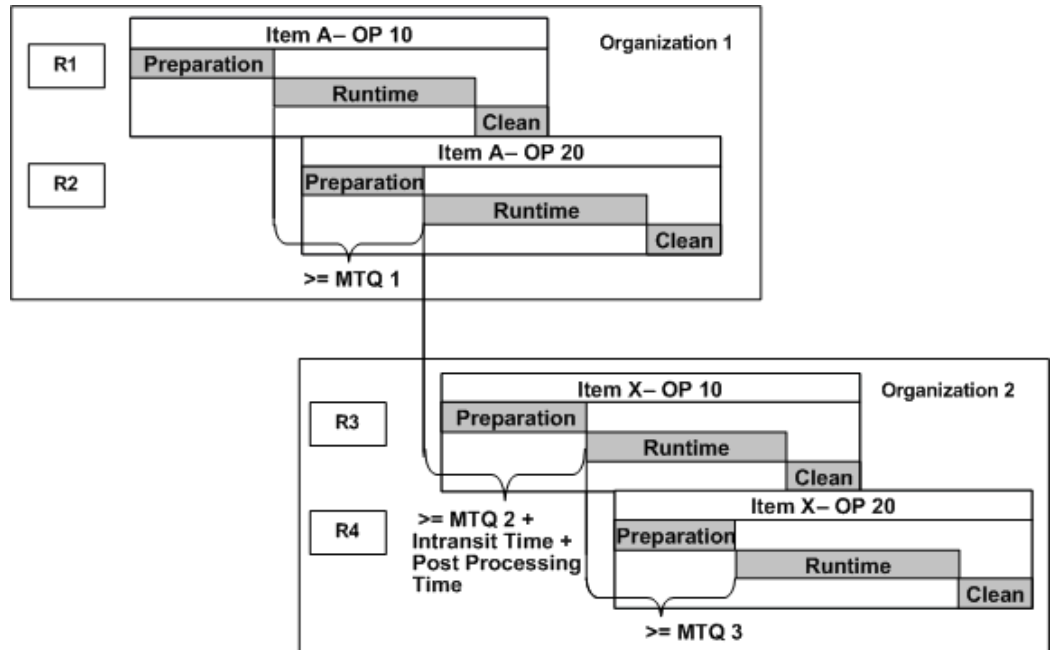 Item A– OP 10
Organization 1
R1
Preparation
Runtime
Clean
Item A– OP 20
R2
Preparation
Runtime
Clean
>= MTQ 1
Item X– OP 10
Organization 2
R3
Preparation
Runtime
Clean
Item X– OP 20
>= MTQ 2 +
Intransit Time +
Post Processing
Time
R4
Preparation
Runtime
Clean
>= MTQ 3